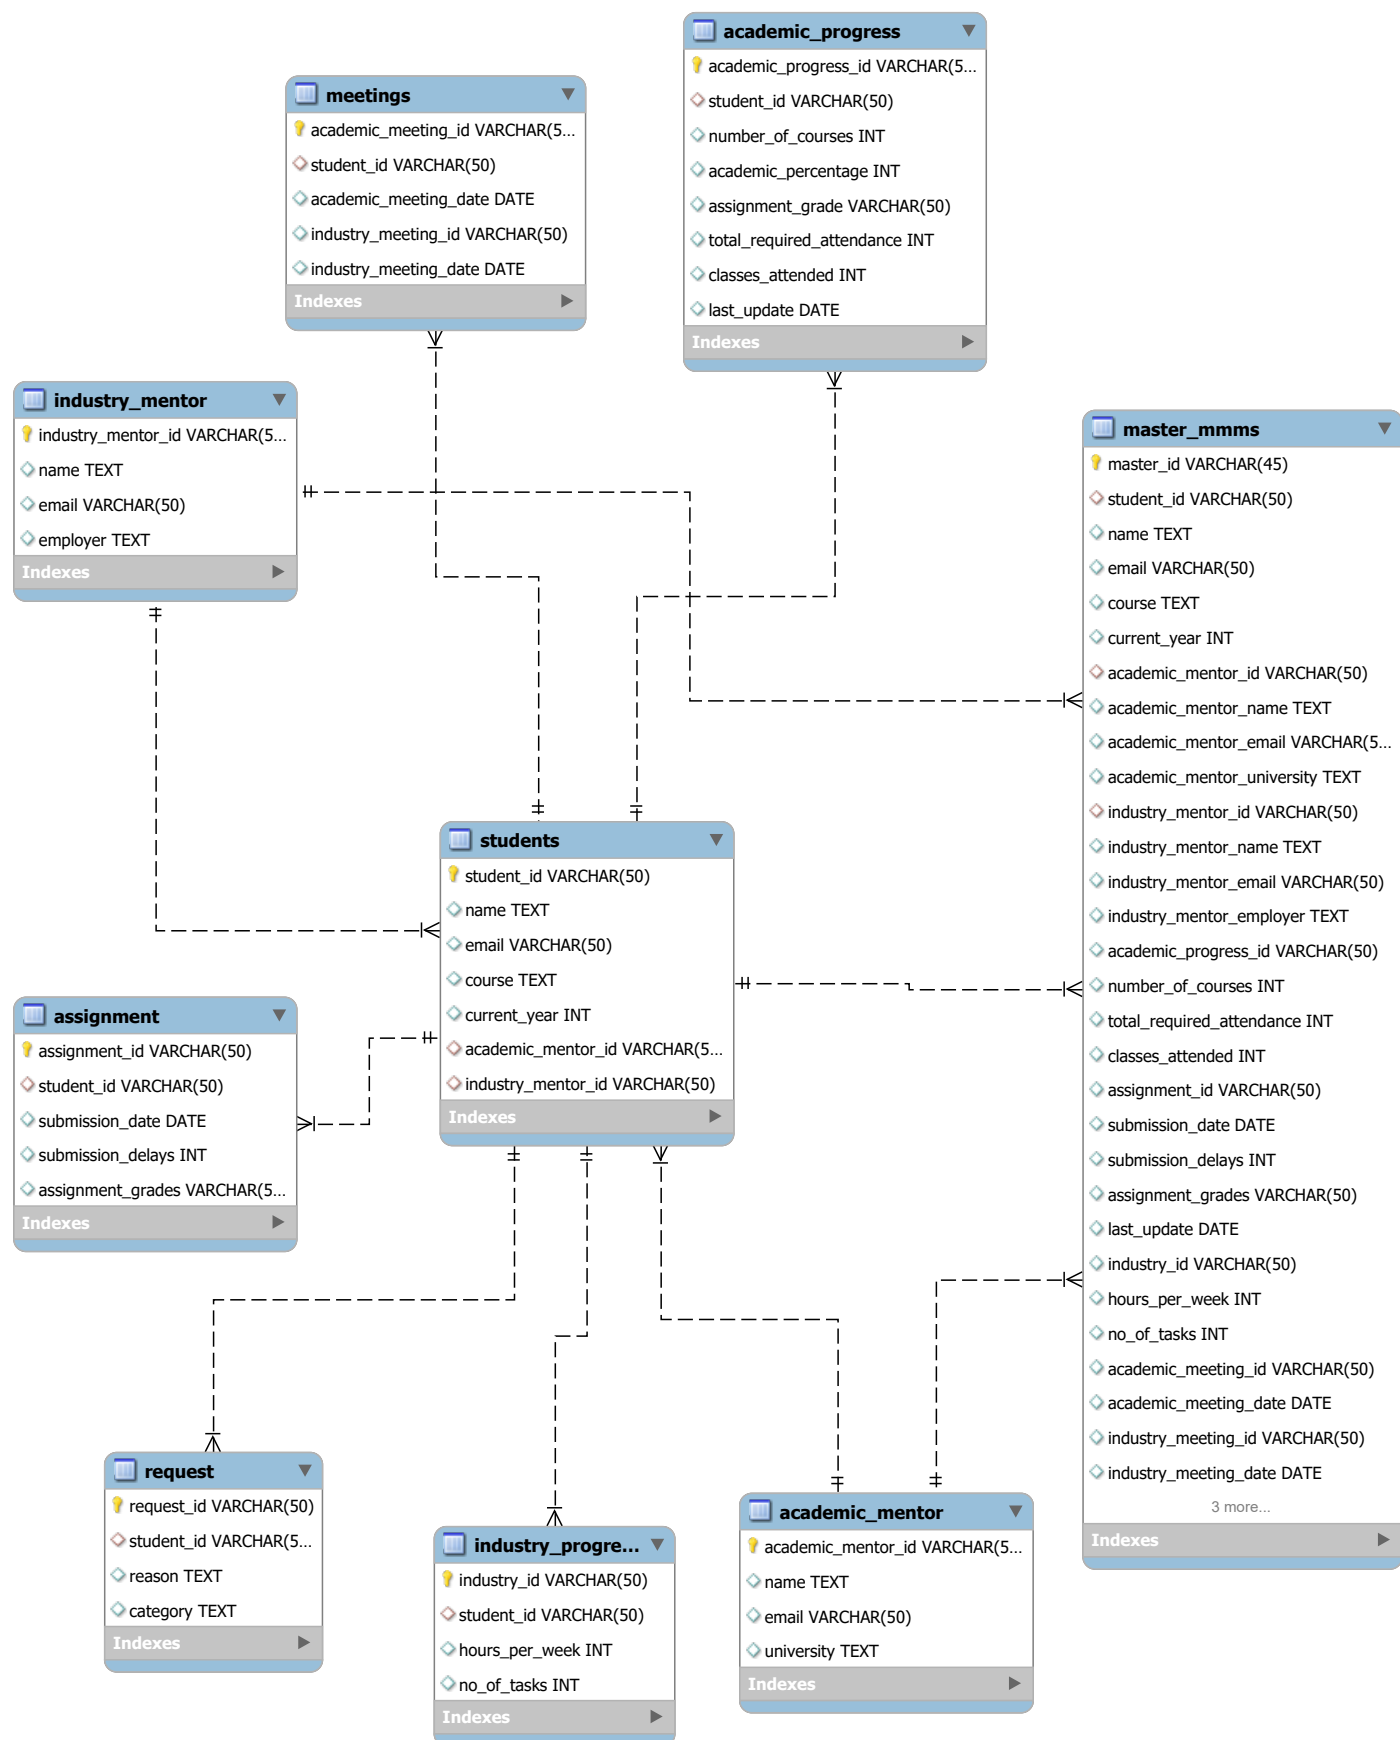 academic_progress
academic_progress_id VARCHAR(5...
student_id VARCHAR(50)
number_of_courses INT
academic_percentage INT
assignment_grade VARCHAR(50)
total_required_attendance INT
classes_attended INT
last_update DATE
Indexes
meetings
academic_meeting_id VARCHAR(5...
student_id VARCHAR(50)
academic_meeting_date DATE
industry_meeting_id VARCHAR(50)
industry_meeting_date DATE
Indexes
industry_mentor
industry_mentor_id VARCHAR(5...
name TEXT
email VARCHAR(50)
employer TEXT
Indexes
master_mmms
master_id VARCHAR(45)
student_id VARCHAR(50)
name TEXT
email VARCHAR(50)
course TEXT
current_year INT
academic_mentor_id VARCHAR(50)
academic_mentor_name TEXT
academic_mentor_email VARCHAR(5...
academic_mentor_university TEXT
industry_mentor_id VARCHAR(50)
industry_mentor_name TEXT
industry_mentor_email VARCHAR(50)
industry_mentor_employer TEXT
academic_progress_id VARCHAR(50)
number_of_courses INT
total_required_attendance INT
classes_attended INT
assignment_id VARCHAR(50)
submission_date DATE
submission_delays INT
assignment_grades VARCHAR(50)
last_update DATE
industry_id VARCHAR(50)
hours_per_week INT
no_of_tasks INT
academic_meeting_id VARCHAR(50)
academic_meeting_date DATE
industry_meeting_id VARCHAR(50)
industry_meeting_date DATE
3 more...
Indexes
students
student_id VARCHAR(50)
name TEXT
email VARCHAR(50)
course TEXT
current_year INT
academic_mentor_id VARCHAR(5...
industry_mentor_id VARCHAR(50)
Indexes
assignment
assignment_id VARCHAR(50)
student_id VARCHAR(50)
submission_date DATE
submission_delays INT
assignment_grades VARCHAR(5...
Indexes
request
request_id VARCHAR(50)
student_id VARCHAR(5...
reason TEXT
category TEXT
Indexes
industry_progre...
industry_id VARCHAR(50)
student_id VARCHAR(50)
hours_per_week INT
no_of_tasks INT
Indexes
academic_mentor
academic_mentor_id VARCHAR(5...
name TEXT
email VARCHAR(50)
university TEXT
Indexes